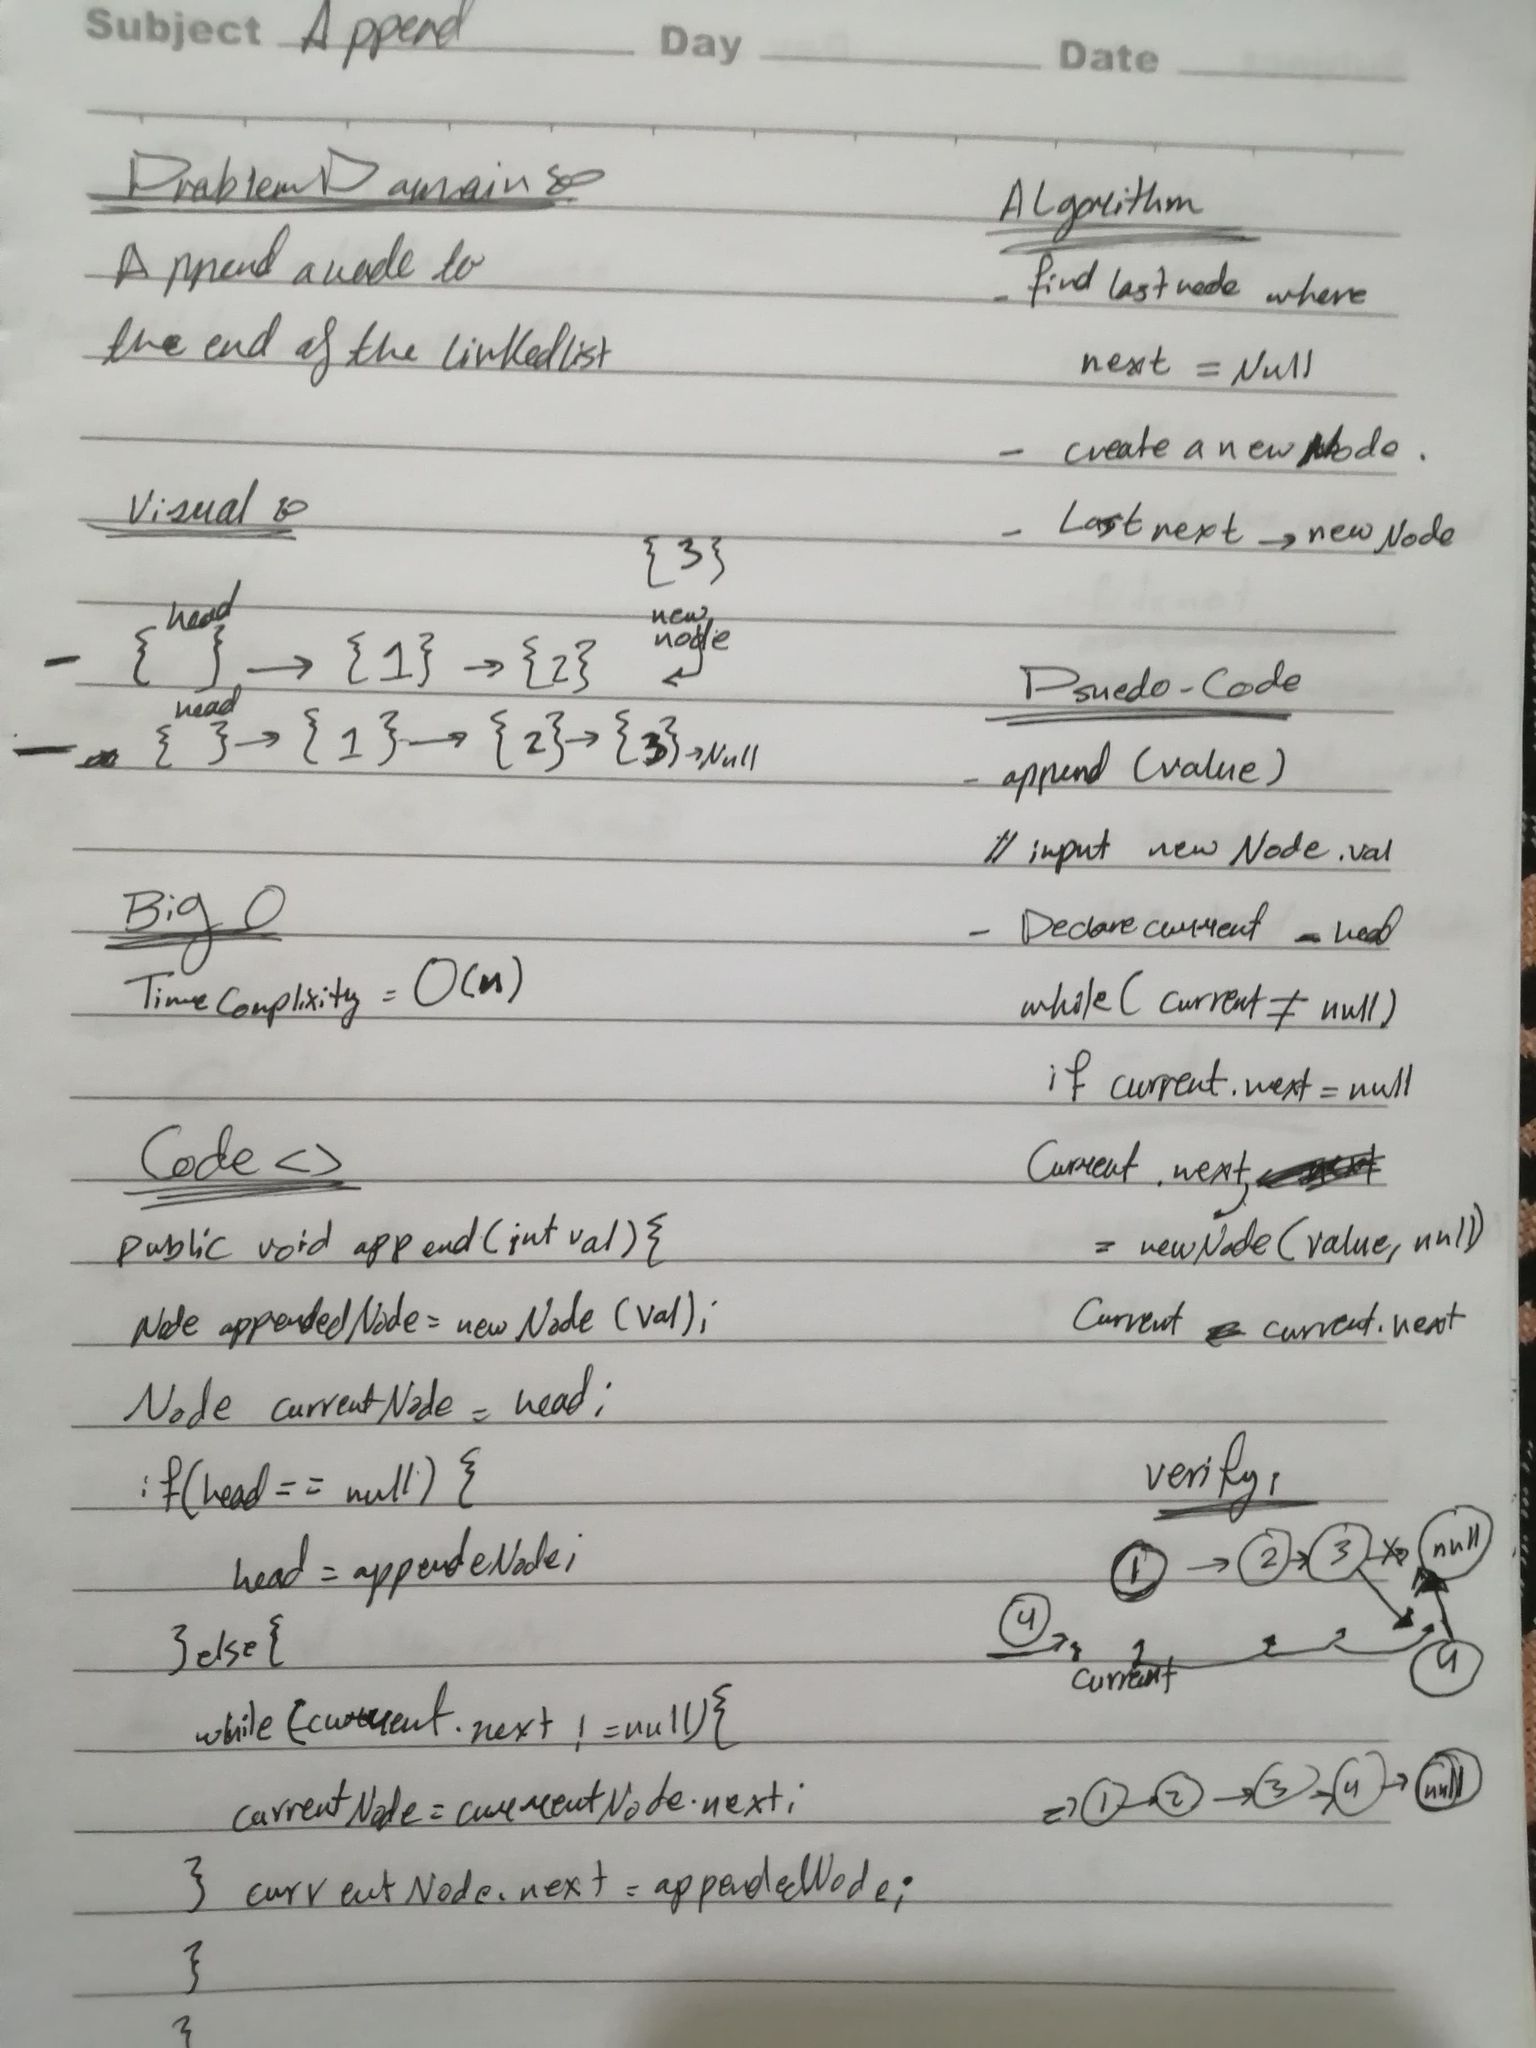 Subject Append Day Date
Problem Domain:
Append a node to
the end of the linkedlist
Visual:
{3}
new
node
head
{ } → {1} → {2}
head
{ } → {1} → {2} → {3} → Null
Big O
Time Complixity = O(n)
Code <>
public void append(int val){
Node appendedNode = new Node (val);
Node currentNode = head;
if(head == null) {
head = appendeNode;
}else{
while (current.next != null){
currentNode = currentNode.next;
} currentNode.next = appendedNode;
}
}
Algorithm
- find last node where
next = Null
- create a new Node.
- Last next → new Node
Psuedo-Code
- append (value)
// input new Node.val
- Declare current = head
while( current ≠ null)
if current.next = null
Current.next
= newNode(value, null)
Current = current.next
verify:
1 → 2 → 3 → null
4
current
4
=> 1 → 2 → 3 → 4 → null